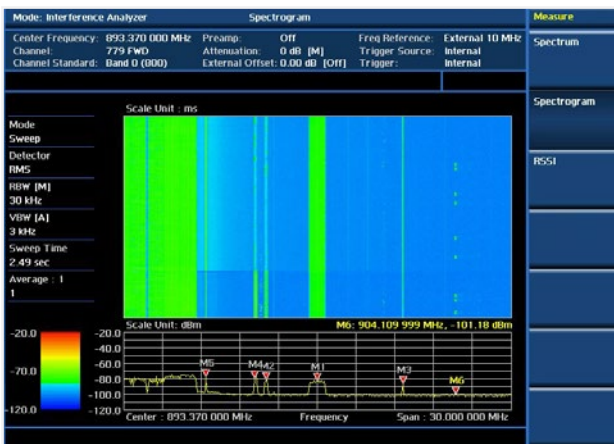 Mode: Interference Analyzer Spectrogram Measure
Center Frequency: 893.370 000 MHz Preamp: Off Freq Reference: External 10 MHz
Channel: 779 FWD Attenuation: 0 dB [M] Trigger Source: Internal
Channel Standard: Band 0 (800) External Offset: 0.00 dB [Off] Trigger: Internal
Spectrum
Spectrogram
RSSI
Scale Unit : ms
Mode
Sweep
Detector
RMS
RBW [M]
30 kHz
VBW [A]
3 kHz
Sweep Time
2.49 sec
Average : 1
1
Scale Unit: dBm M6: 904.109 999 MHz, -101.18 dBm
-20.0
-70.0
-120.0
-20.0
-40.0
-60.0
-80.0
-100.0
-120.0
M5 M4 M2 M1 M3 M6
Center : 893.370 000 MHz Frequency Span : 30.000 000 MHz